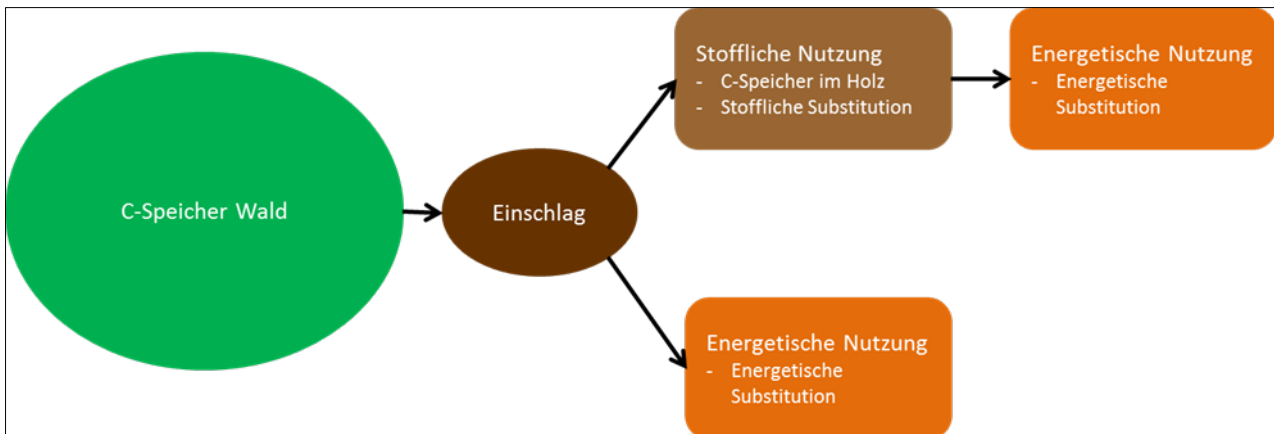 C-Speicher Wald
Einschlag
Stoffliche Nutzung
- C-Speicher im Holz
- Stoffliche Substitution
Energetische Nutzung
- Energetische
Substitution
Energetische Nutzung
- Energetische
Substitution